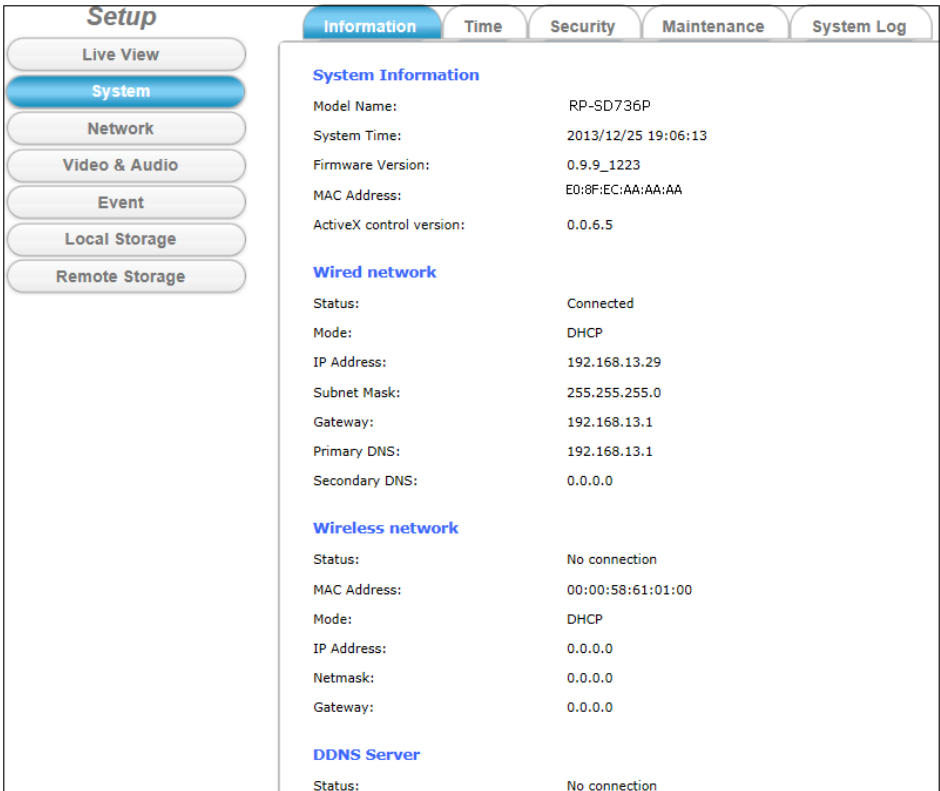 Setup
Live View
System
Network
Video & Audio
Event
Local Storage
Remote Storage
Information Time Security Maintenance System Log
System Information
Model Name: RP-SD736P
System Time: 2013/12/25 19:06:13
Firmware Version: 0.9.9_1223
MAC Address: E0:8F:EC:AA:AA:AA
ActiveX control version: 0.0.6.5
Wired network
Status: Connected
Mode: DHCP
IP Address: 192.168.13.29
Subnet Mask: 255.255.255.0
Gateway: 192.168.13.1
Primary DNS: 192.168.13.1
Secondary DNS: 0.0.0.0
Wireless network
Status: No connection
MAC Address: 00:00:58:61:01:00
Mode: DHCP
IP Address: 0.0.0.0
Netmask: 0.0.0.0
Gateway: 0.0.0.0
DDNS Server
Status: No connection